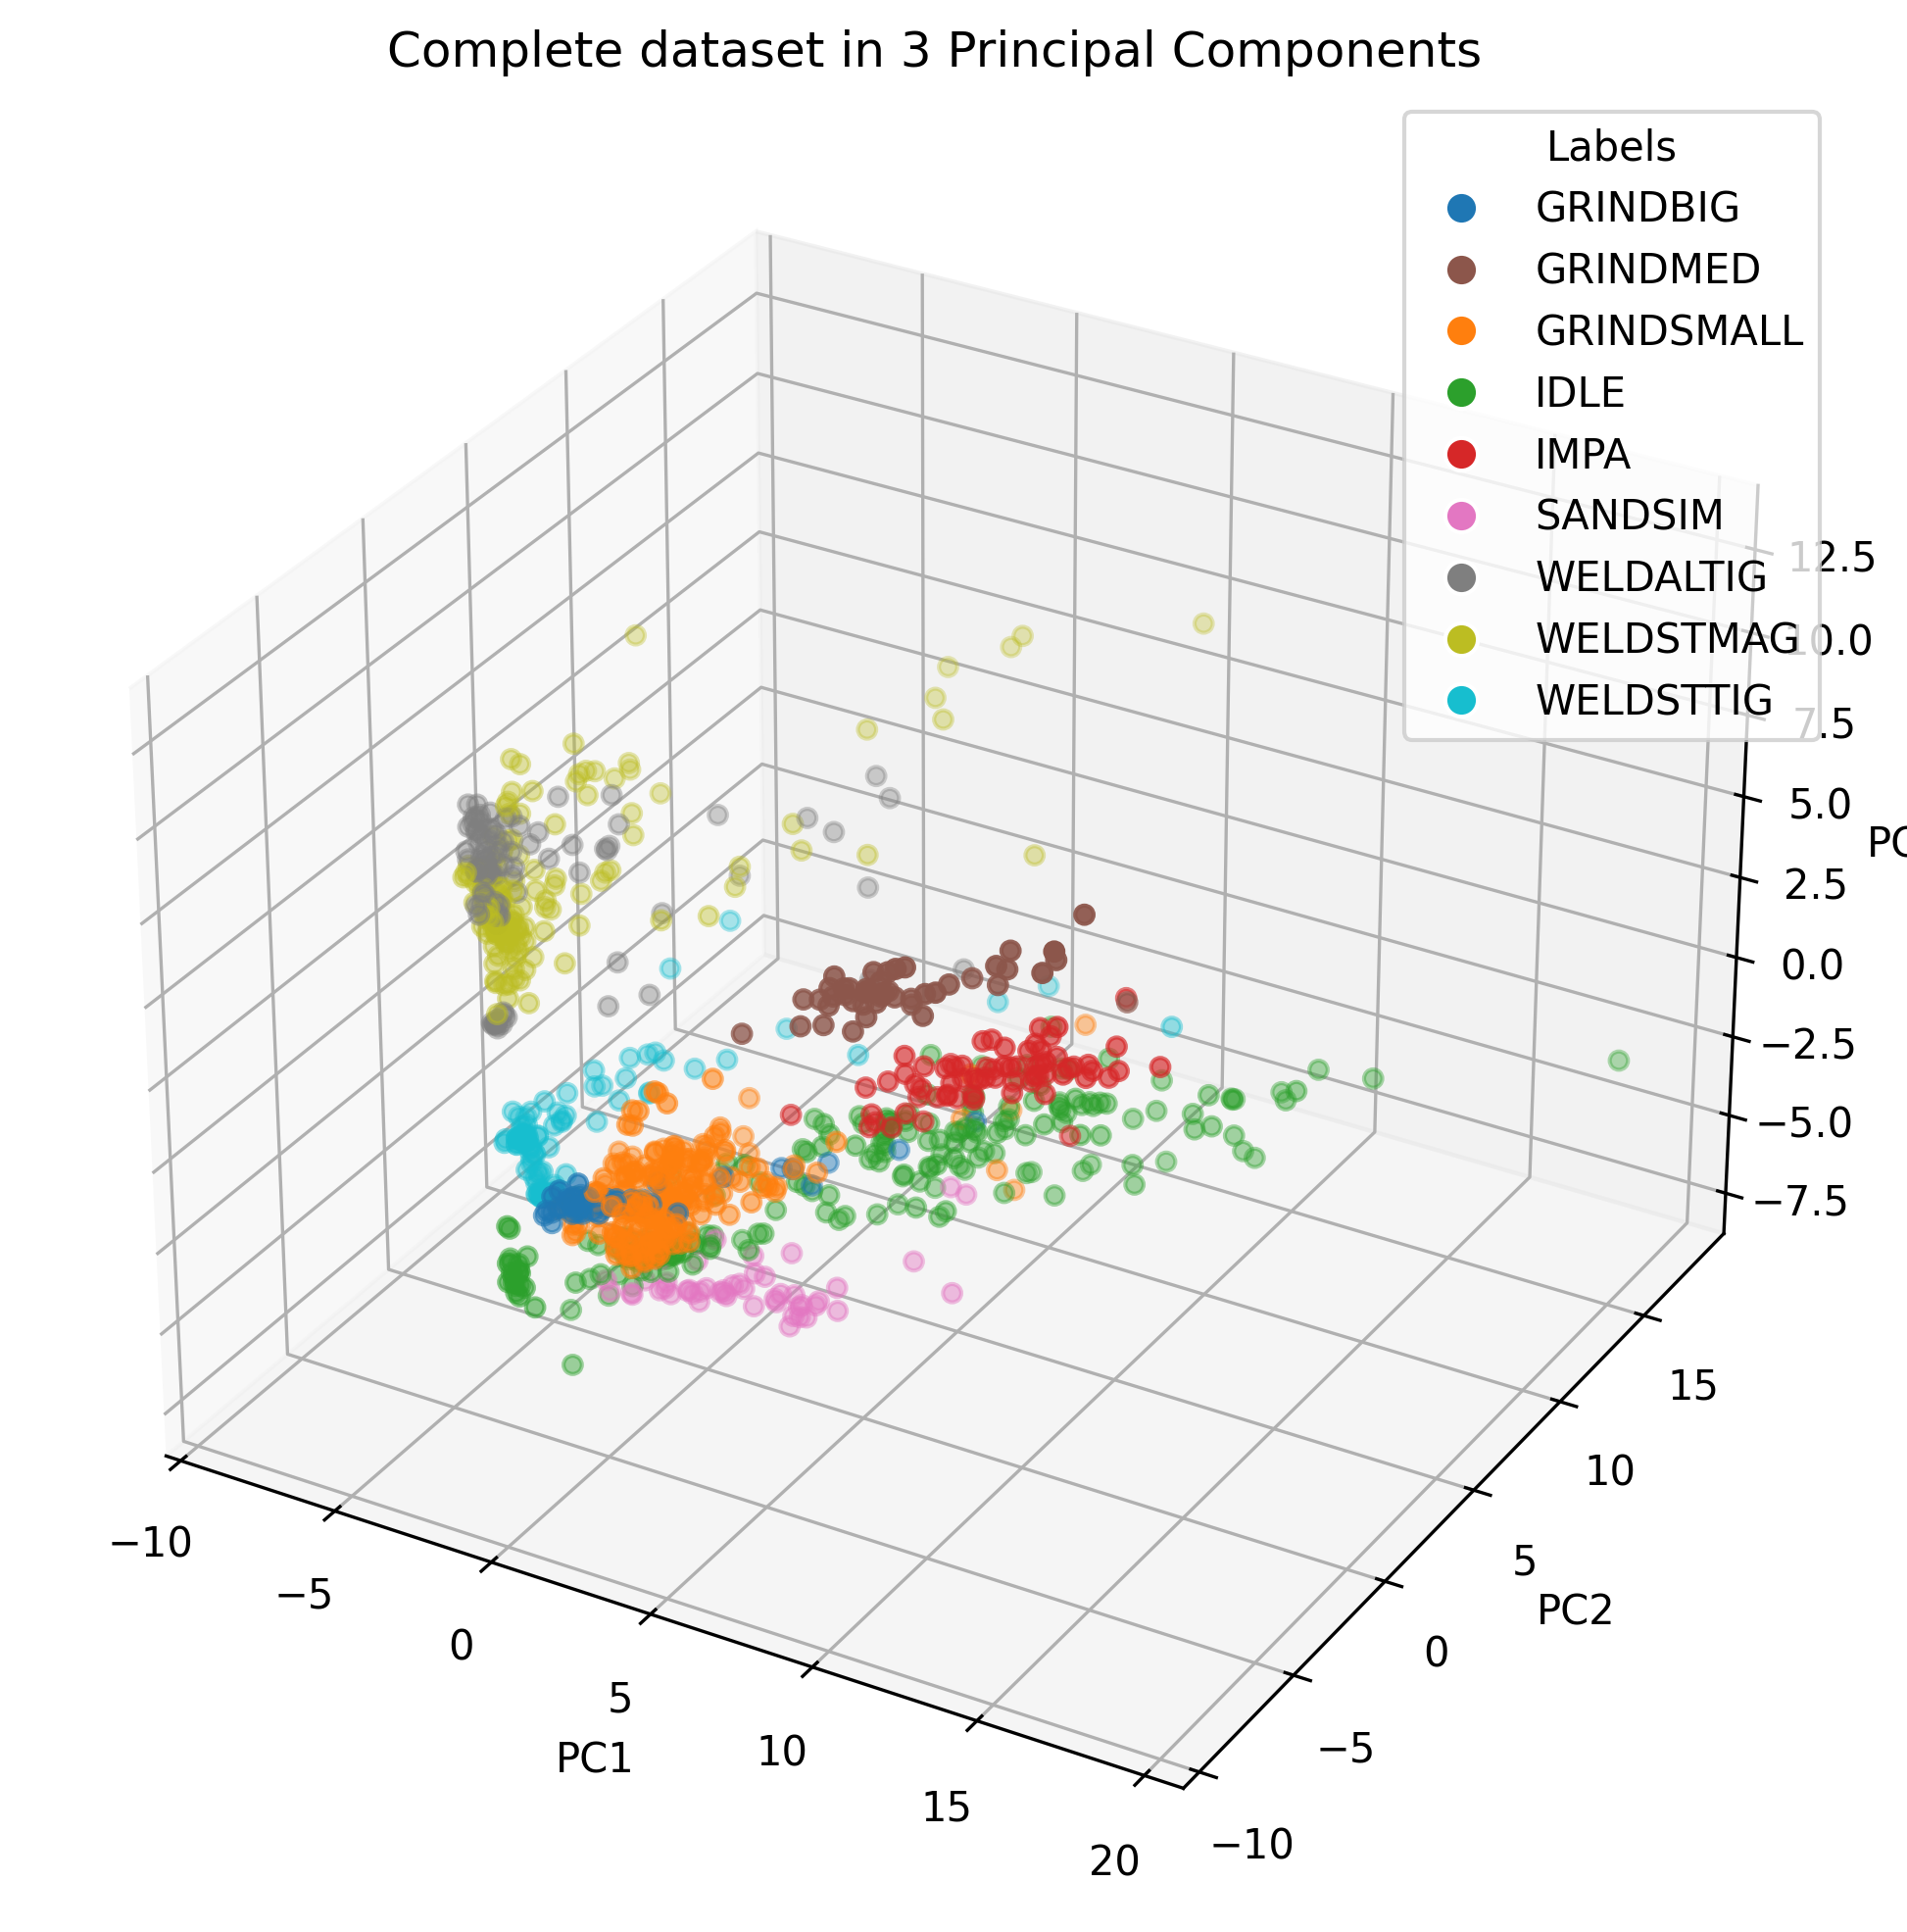 Complete dataset in 3 Principal Components
Labels
GRINDBIG
GRINDMED
GRINDSMALL
IDLE
IMPA
SANDSIM
WELDALTIG
WELDSTMAG
WELDSTTIG
12.5
10.0
7.5
5.0
PC
2.5
0.0
−2.5
−5.0
−7.5
15
10
5
PC2
0
−5
−10
−10
−5
0
5
PC1
10
15
20